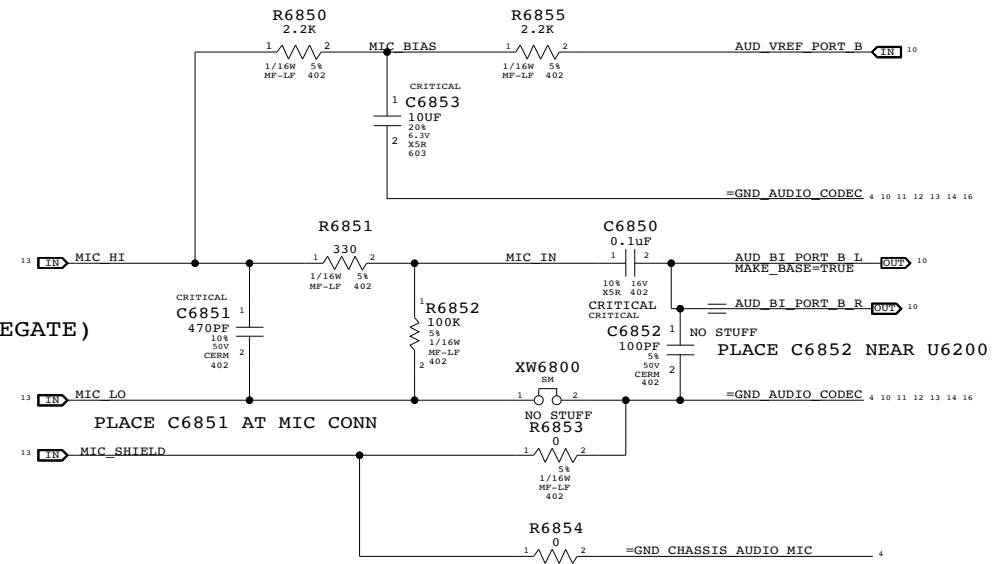 R6850
2.2K
1 2
1/16W 5%
MF-LF 402
MIC_BIAS
R6855
2.2K
1 2
1/16W 5%
MF-LF 402
AUD_VREF_PORT_B IN 10
CRITICAL
1
C6853
10UF
20%
6.3V
X5R
603
2
=GND_AUDIO_CODEC 4 10 11 12 13 14 16
13 IN MIC_HI
R6851
330
1 2
1/16W 5%
MF-LF 402
MIC_IN
C6850
0.1uF
1 2
10% 16V
X5R 402
CRITICAL
AUD_BI_PORT_B_L OUT 10
MAKE_BASE=TRUE
AUD_BI_PORT_B_R OUT 10
CRITICAL
C6851
1
470PF
10%
50V
CERM
402
2
EGATE)
1
R6852
100K
5%
1/16W
MF-LF
402
2
CRITICAL
C6852
1
100PF
5%
50V
CERM
402
2
NO STUFF
PLACE C6852 NEAR U6200
XW6800
SM
1 2
NO STUFF
13 IN MIC_LO
=GND_AUDIO_CODEC 4 10 11 12 13 14 16
PLACE C6851 AT MIC CONN
13 IN MIC_SHIELD
R6853
0
1 2
5%
1/16W
MF-LF
402
R6854
0
1 2
=GND_CHASSIS_AUDIO_MIC 4